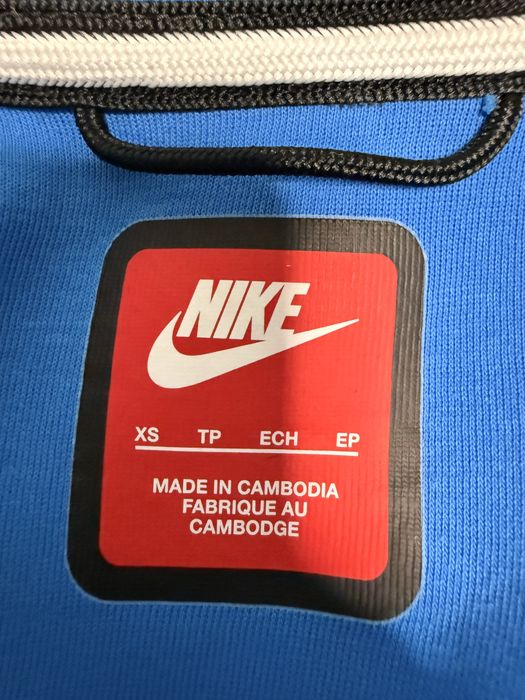 NIKE
XS TP ECH EP
MADE IN CAMBODIA
FABRIQUE AU
CAMBODGE